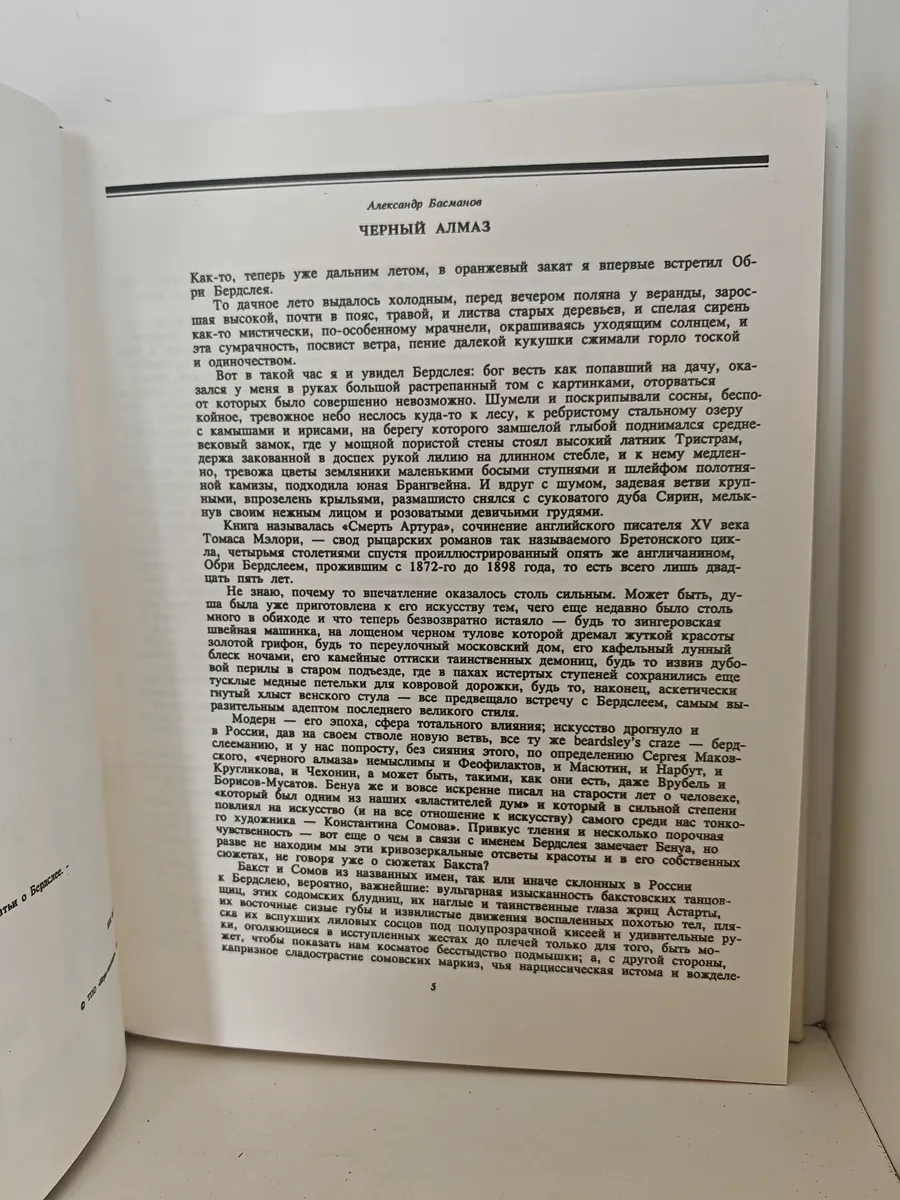 Александр Басманов
ЧЕРНЫЙ АЛМАЗ
Как-то, теперь уже дальним летом, в оранжевый закат я впервые встретил Об-
ри Бердслея.
То дачное лето выдалось холодным, перед вечером поляна у веранды, зарос-
шая высокой, почти в пояс, травой, и листва старых деревьев, и спелая сирень
как-то мистически, по-особенному мрачнели, окрашиваясь уходящим солнцем, и
эта сумрачность, посвист ветра, пение далекой кукушки сжимали горло тоской
и одиночеством.
Вот в такой час я и увидел Бердслея: бог весть как попавший на дачу, ока-
зался у меня в руках большой растрепанный том с картинками, оторваться
от которых было совершенно невозможно. Шумели и поскрипывали сосны, беспо-
койное, тревожное небо неслось куда-то к лесу, к ребристому стальному озеру
с камышами и ирисами, на берегу которого замшелой глыбой поднимался средне-
вековый замок, где у мощной пористой стены стоял высокий латник Тристрам,
держа закованной в доспех рукой лилию на длинном стебле, и к нему медлен-
но, тревожа цветы земляники маленькими босыми ступнями и шлейфом полотня-
ной камизы, подходила юная Брангвейна. И вдруг с шумом, задевая ветви круп-
ными, впрозелень крыльями, размашисто снялся с суковатого дуба Сирин, мельк-
нув своим нежным лицом и розоватыми девичьими грудями.
Книга называлась «Смерть Артура», сочинение английского писателя XV века
Томаса Мэлори, — свод рыцарских романов так называемого Бретонского цик-
ла, четырьмя столетиями спустя проиллюстрированный опять же англичанином,
Обри Бердслеем, прожившим с 1872-го до 1898 года, то есть всего лишь двад-
цать пять лет.
Не знаю, почему то впечатление оказалось столь сильным. Может быть, ду-
ша была уже приготовлена к его искусству тем, чего еще недавно было столь
много в обиходе и что теперь безвозвратно истаяло — будь то зингеровская
швейная машинка, на лощеном черном тулове которой дремал жуткой красоты
золотой грифон, будь то переулочный московский дом, его кафельный лунный
блеск ночами, его камейные оттиски таинственных демониц, будь то извив дубо-
вой перилы в старом подъезде, где в пахах истертых ступеней сохранились еще
тусклые медные петельки для ковровой дорожки, будь то, наконец, аскетически
гнутый хлыст венского стула — все предвещало встречу с Бердслеем, самым вы-
разительным адептом последнего великого стиля.
Модерн — его эпоха, сфера тотального влияния; искусство дрогнуло и
в России, дав на своем стволе новую ветвь, все ту же beardsley's craze — берд-
слееманию, и у нас попросту, без сияния этого, по определению Сергея Маков-
ского, «черного алмаза» немыслимы и Феофилактов, и Масютин, и Нарбут, и
Кругликова, и Чехонин, а может быть, такими, как они есть, даже Врубель и
Борисов-Мусатов. Бенуа же и вовсе искренне писал на старости лет о человеке,
«который был одним из наших «властителей дум» и который в сильной степени
повлиял на искусство (и на все отношение к искусству) самого среди нас тонко-
го художника — Константина Сомова». Привкус тления и несколько порочная
чувственность — вот еще о чем в связи с именем Бердслея замечает Бенуа, но
разве не находим мы эти кривозеркальные отсветы красоты и в его собственных
сюжетах, не говоря уже о сюжетах Бакста?
Бакст и Сомов из названных имен, так или иначе склонных в России
к Бердслею, вероятно, важнейшие: вульгарная изысканность бакстовских танцов-
щиц, этих содомских блудниц, их наглые и таинственные глаза жриц Астарты,
их восточные сизые губы и извилистые движения воспаленных похотью тел, пля-
ска их вспухших лиловых сосцов под полупрозрачной кисеей и удивительные ру-
ки, оголяющиеся в исступленных жестах до плечей только для того, быть мо-
жет, чтобы показать нам косматое бесстыдство подмышки; а, с другой стороны,
капризное сладострастие сомовских маркиз, чья нарциссическая истома и вожделе-
5
о Бердслее.
©